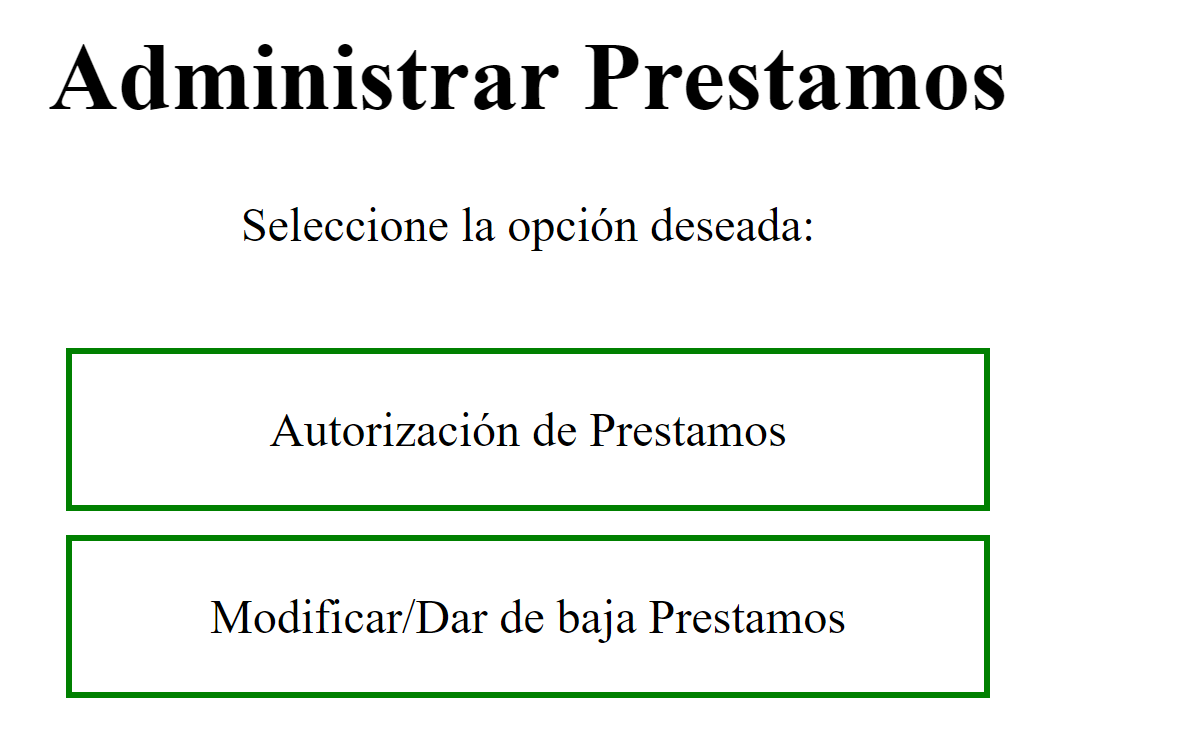 Administrar Prestamos
Seleccione la opción deseada:
Autorización de Prestamos
Modificar/Dar de baja Prestamos